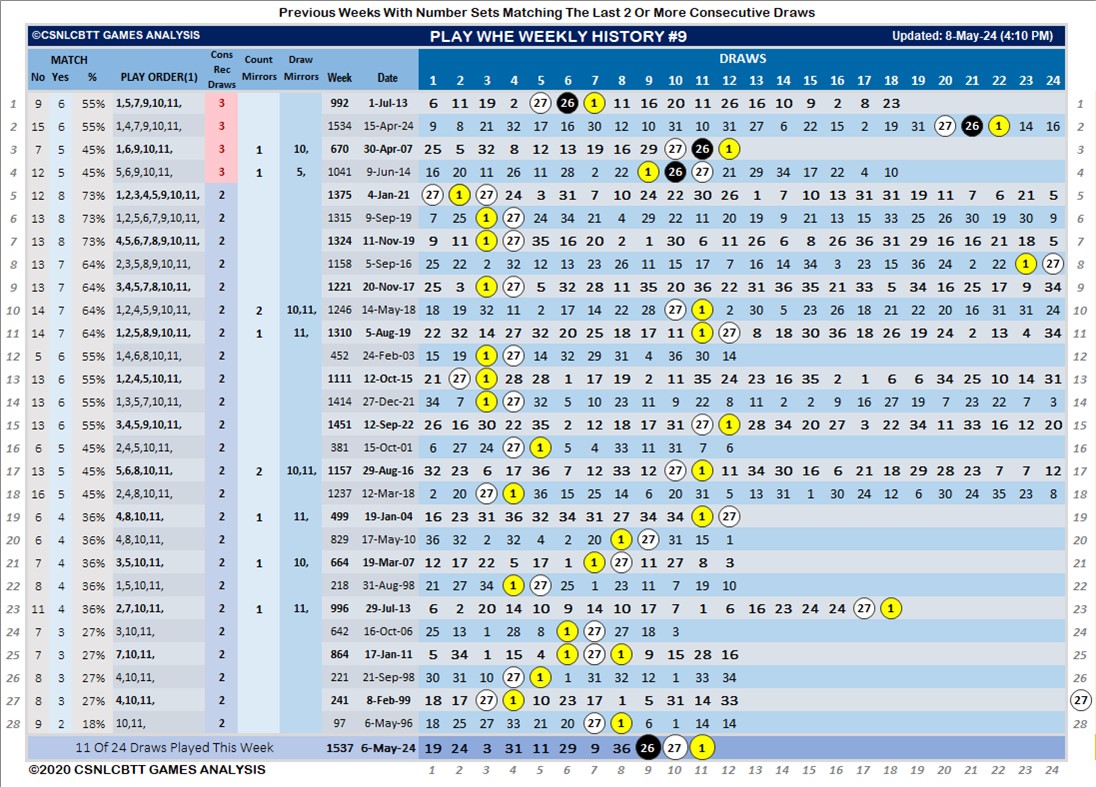 Previous Weeks With Number Sets Matching The Last 2 Or More Consecutive Draws
©CSNLCBTT GAMES ANALYSIS PLAY WHE WEEKLY HISTORY #9 Updated: 8-May-24 (4:10 PM)
MATCH Cons Rec Draws Count Mirrors Draw Mirrors DRAWS
No Yes % PLAY ORDER(1) Week Date 1 2 3 4 5 6 7 8 9 10 11 12 13 14 15 16 17 18 19 20 21 22 23 24
1 9 6 55% 1,5,7,9,10,11, 3 992 1-Jul-13 6 11 19 2 27 26 1 11 16 20 11 26 16 10 9 2 8 23 1
2 15 6 55% 1,4,7,9,10,11, 3 1534 15-Apr-24 9 8 21 32 17 16 30 12 10 31 10 31 27 6 22 15 2 19 31 27 26 1 14 16 2
3 7 5 45% 1,6,9,10,11, 3 1 10, 670 30-Apr-07 25 5 32 8 12 13 19 16 29 27 26 1 3
4 12 5 45% 5,6,9,10,11, 3 1 5, 1041 9-Jun-14 16 20 11 26 11 28 2 22 1 26 27 21 29 34 17 22 4 10 4
5 12 8 73% 1,2,3,4,5,9,10,11, 2 1375 4-Jan-21 27 1 27 24 3 31 7 10 24 22 30 26 1 7 10 13 31 31 19 11 7 6 21 5 5
6 13 8 73% 1,2,5,6,7,9,10,11, 2 1315 9-Sep-19 7 25 1 27 24 34 21 4 29 22 11 20 19 9 21 13 15 33 25 26 30 19 30 9 6
7 13 8 73% 4,5,6,7,8,9,10,11, 2 1324 11-Nov-19 9 11 1 27 35 16 20 2 1 30 6 11 26 6 8 26 36 31 29 16 16 21 18 5 7
8 13 7 64% 2,3,5,8,9,10,11, 2 1158 5-Sep-16 25 22 2 32 12 13 23 26 11 15 17 7 16 14 34 3 23 15 36 24 2 22 1 27 8
9 13 7 64% 3,4,5,7,8,10,11, 2 1221 20-Nov-17 25 3 1 27 5 32 28 11 35 20 36 22 31 36 35 21 33 5 34 16 25 17 9 34 9
10 14 7 64% 1,2,4,5,9,10,11, 2 2 10,11, 1246 14-May-18 18 19 32 11 2 17 14 22 28 27 1 2 30 5 23 26 18 21 22 20 16 31 31 24 10
11 14 7 64% 1,2,5,8,9,10,11, 2 1 11, 1310 5-Aug-19 22 32 14 27 32 20 25 18 17 11 1 27 8 18 30 36 18 26 19 24 2 13 4 34 11
12 5 6 55% 1,4,6,8,10,11, 2 452 24-Feb-03 15 19 1 27 14 32 29 31 4 36 30 14 12
13 13 6 55% 1,2,4,5,10,11, 2 1111 12-Oct-15 21 27 1 28 28 1 17 19 2 11 35 24 23 16 35 2 1 6 6 34 25 10 14 31 13
14 13 6 55% 1,3,5,7,10,11, 2 1414 27-Dec-21 34 7 1 27 32 5 10 23 11 9 22 8 11 2 2 9 16 27 19 7 23 22 7 3 14
15 13 6 55% 3,4,5,9,10,11, 2 1451 12-Sep-22 26 16 30 22 35 2 12 18 17 31 27 1 28 34 20 27 3 22 34 11 33 16 12 20 15
16 6 5 45% 2,4,5,10,11, 2 381 15-Oct-01 6 27 24 27 1 5 4 33 11 31 7 6 16
17 13 5 45% 5,6,8,10,11, 2 2 10,11, 1157 29-Aug-16 32 23 6 17 36 7 12 33 12 27 1 11 34 30 16 6 21 18 29 28 23 7 7 12 17
18 16 5 45% 2,4,8,10,11, 2 1237 12-Mar-18 2 20 27 1 36 15 25 14 6 20 31 5 13 31 1 30 24 12 6 30 24 35 23 8 18
19 6 4 36% 4,8,10,11, 2 1 11, 499 19-Jan-04 16 23 31 36 32 34 31 27 34 34 1 27 19
20 6 4 36% 4,8,10,11, 2 829 17-May-10 36 32 2 32 4 2 20 1 27 31 15 1 20
21 7 4 36% 3,5,10,11, 2 1 10, 664 19-Mar-07 12 17 22 5 17 1 1 27 11 27 8 3 21
22 8 4 36% 1,5,10,11, 2 218 31-Aug-98 21 27 34 1 27 25 1 23 11 7 19 10 22
23 11 4 36% 2,7,10,11, 2 1 11, 996 29-Jul-13 6 2 20 14 10 9 14 10 17 7 1 6 16 23 24 24 27 1 23
24 7 3 27% 3,10,11, 2 642 16-Oct-06 25 13 1 28 8 1 27 27 18 3 24
25 7 3 27% 7,10,11, 2 864 17-Jan-11 5 34 1 15 4 1 27 1 9 15 28 16 25
26 8 3 27% 4,10,11, 2 221 21-Sep-98 30 31 10 27 1 1 31 32 12 1 33 34 26
27 8 3 27% 4,10,11, 2 241 8-Feb-99 18 17 27 1 10 23 17 1 5 31 14 33 27
28 9 2 18% 10,11, 2 97 6-May-96 18 25 27 33 21 20 27 1 6 1 14 14 28
11 Of 24 Draws Played This Week 1537 6-May-24 19 24 3 31 11 29 9 36 26 27 1
©2020 CSNLCBTT GAMES ANALYSIS 1 2 3 4 5 6 7 8 9 10 11 12 13 14 15 16 17 18 19 20 21 22 23 24